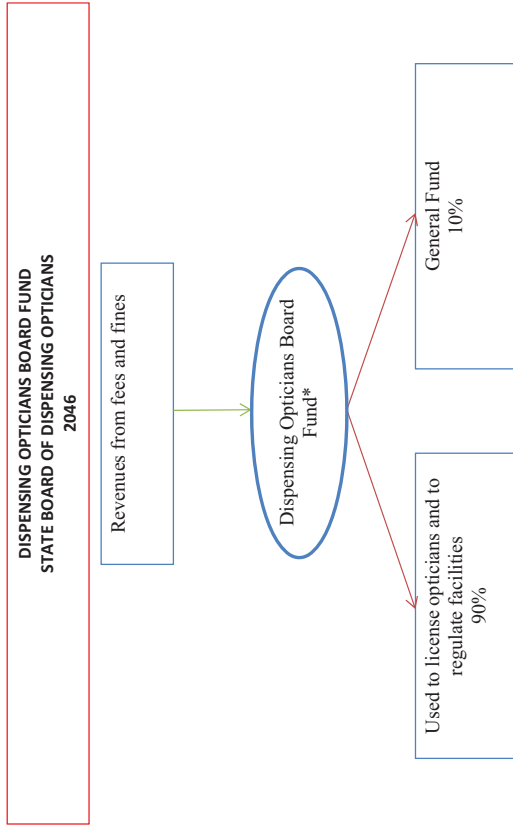 DISPENSING OPTICIANS BOARD FUND
STATE BOARD OF DISPENSING OPTICIANS
2046
Revenues from fees and fines
Dispensing Opticians Board
Fund*
Used to license opticians and to
regulate facilities
90%
General Fund
10%